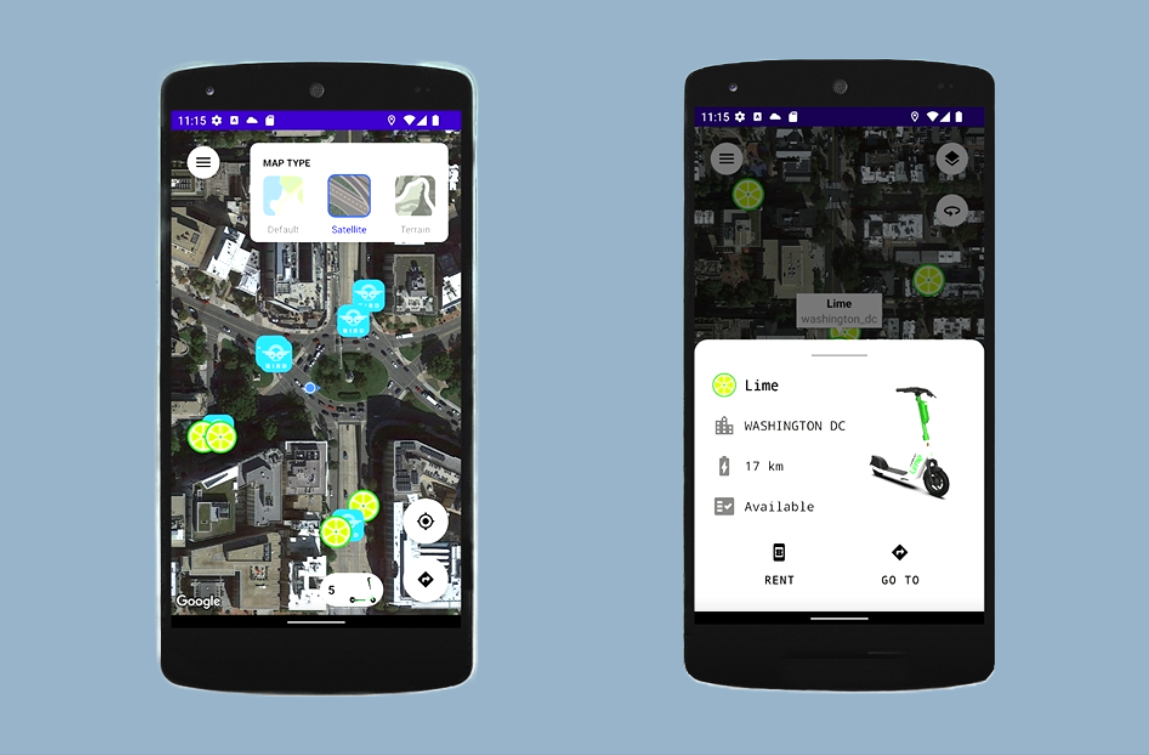 11:15
MAP TYPE
Default Satellite Terrain
BIRD
BIRD
5
Google
11:15
Lime
washington_dc
Lime
WASHINGTON DC
17 km
Available
RENT GO TO